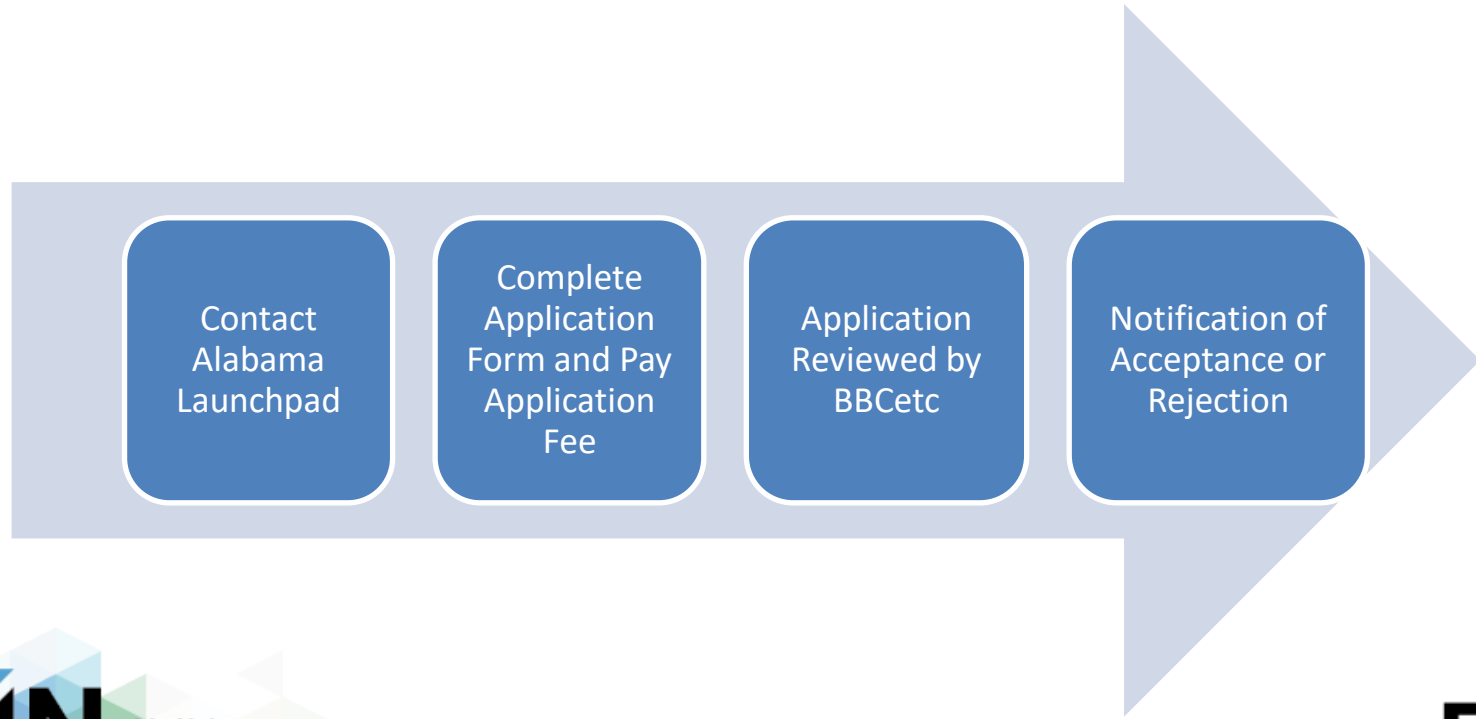 Contact
Alabama
Launchpad
Complete
Application
Form and Pay
Application
Fee
Application
Reviewed by
BBCetc
Notification of
Acceptance or
Rejection